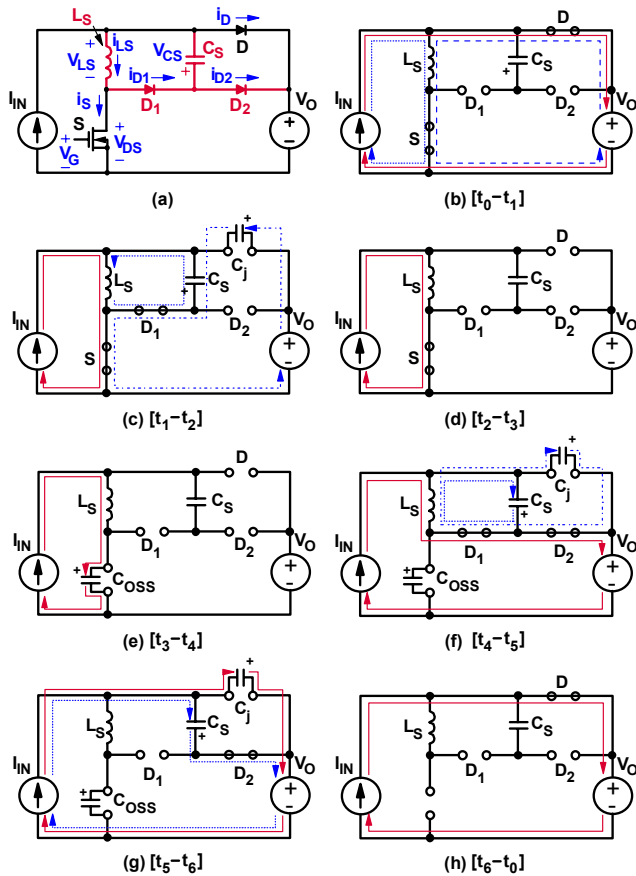 L_S i_D
+ i_LS V_CS C_S D
V_LS + i_D1 i_D2
−
I_IN i_S D_1 D_2 V_O
S + +
V_G V_DS −
− −
(a)
D
L_S C_S
+
I_IN D_1 D_2 V_O
S +
−
(b) [t_0−t_1]
+
C_j
L_S C_S
+
I_IN D_1 D_2 V_O
S +
−
(c) [t_1−t_2]
D
L_S C_S
I_IN D_1 D_2 V_O
S +
−
(d) [t_2−t_3]
D
L_S C_S
I_IN D_1 D_2 V_O
+ C_OSS +
−
(e) [t_3−t_4]
+
C_j
L_S C_S
+
I_IN D_1 D_2 V_O
+ C_OSS +
−
(f) [t_4−t_5]
+
C_j
L_S C_S
+
I_IN D_1 D_2 V_O
+ C_OSS +
−
(g) [t_5−t_6]
D
L_S C_S
I_IN D_1 D_2 V_O
+
−
(h) [t_6−t_0]